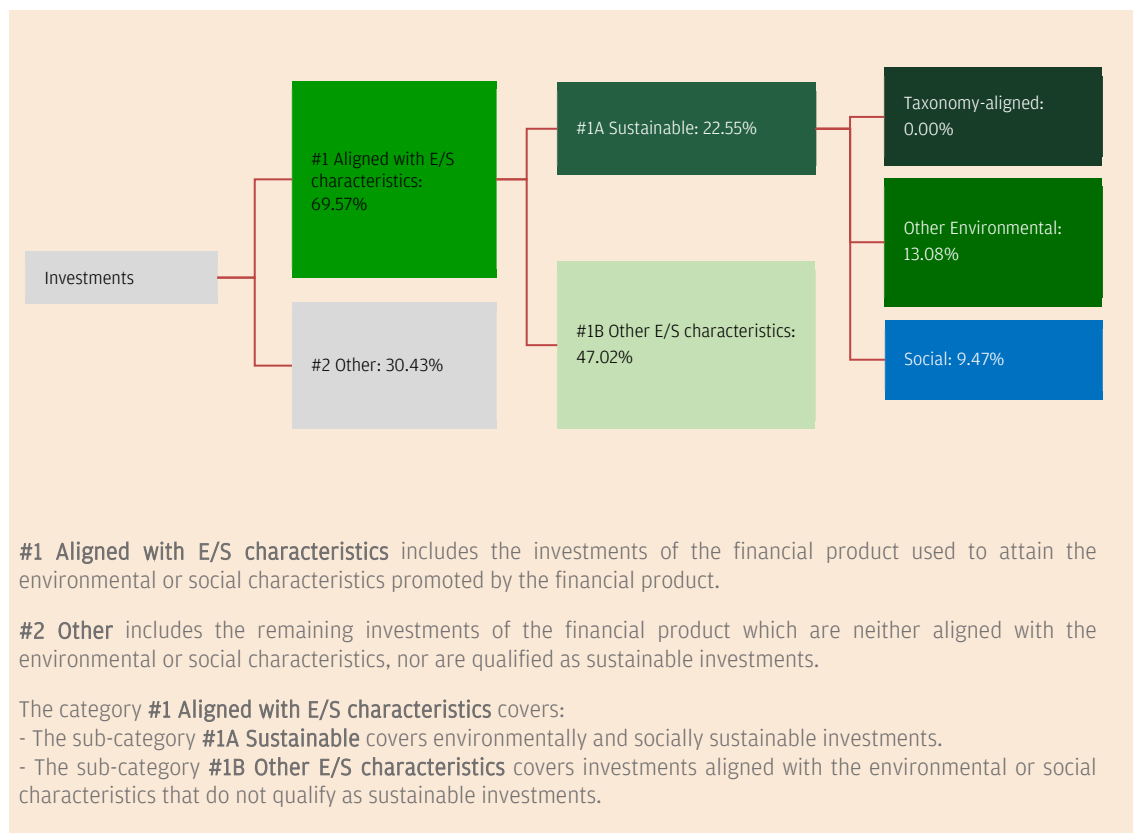 Investments
#1 Aligned with E/S
characteristics:
69.57%
#2 Other: 30.43%
#1A Sustainable: 22.55%
#1B Other E/S characteristics:
47.02%
Taxonomy-aligned:
0.00%
Other Environmental:
13.08%
Social: 9.47%
#1 Aligned with E/S characteristics includes the investments of the financial product used to attain the
environmental or social characteristics promoted by the financial product.
#2 Other includes the remaining investments of the financial product which are neither aligned with the
environmental or social characteristics, nor are qualified as sustainable investments.
The category #1 Aligned with E/S characteristics covers:
- The sub-category #1A Sustainable covers environmentally and socially sustainable investments.
- The sub-category #1B Other E/S characteristics covers investments aligned with the environmental or social
characteristics that do not qualify as sustainable investments.